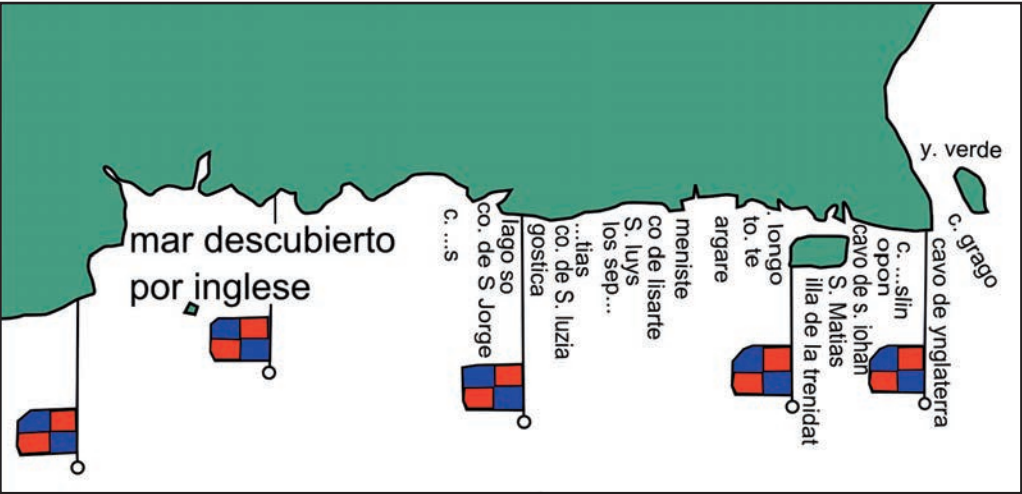 y. verde
c. grago
mar descubierto
por inglese
c. ...s
co. de S Jorge
lago so
gostica
co. de S. luzia
...tias
los sep...
S. luys
co de lisarte
meniste
argare
to. te
. longo
illa de la trenidat
S. Matias
cavo de s. iohan
opon
c. ...slin
cavo de ynglaterra